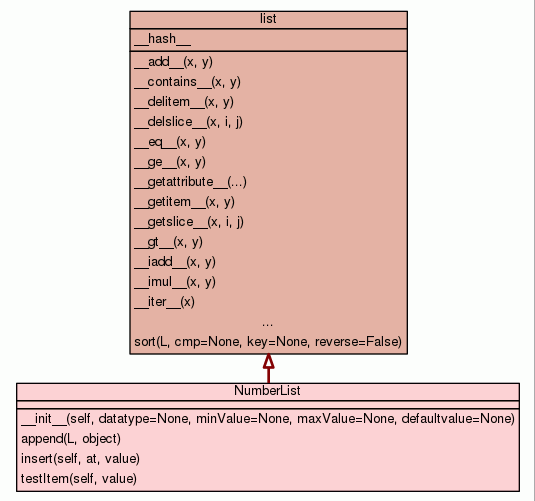 list
__hash__
__add__(x, y)
__contains__(x, y)
__delitem__(x, y)
__delslice__(x, i, j)
__eq__(x, y)
__ge__(x, y)
__getattribute__(...)
__getitem__(x, y)
__getslice__(x, i, j)
__gt__(x, y)
__iadd__(x, y)
__imul__(x, y)
__iter__(x)
...
sort(L, cmp=None, key=None, reverse=False)
NumberList
__init__(self, datatype=None, minValue=None, maxValue=None, defaultvalue=None)
append(L, object)
insert(self, at, value)
testItem(self, value)